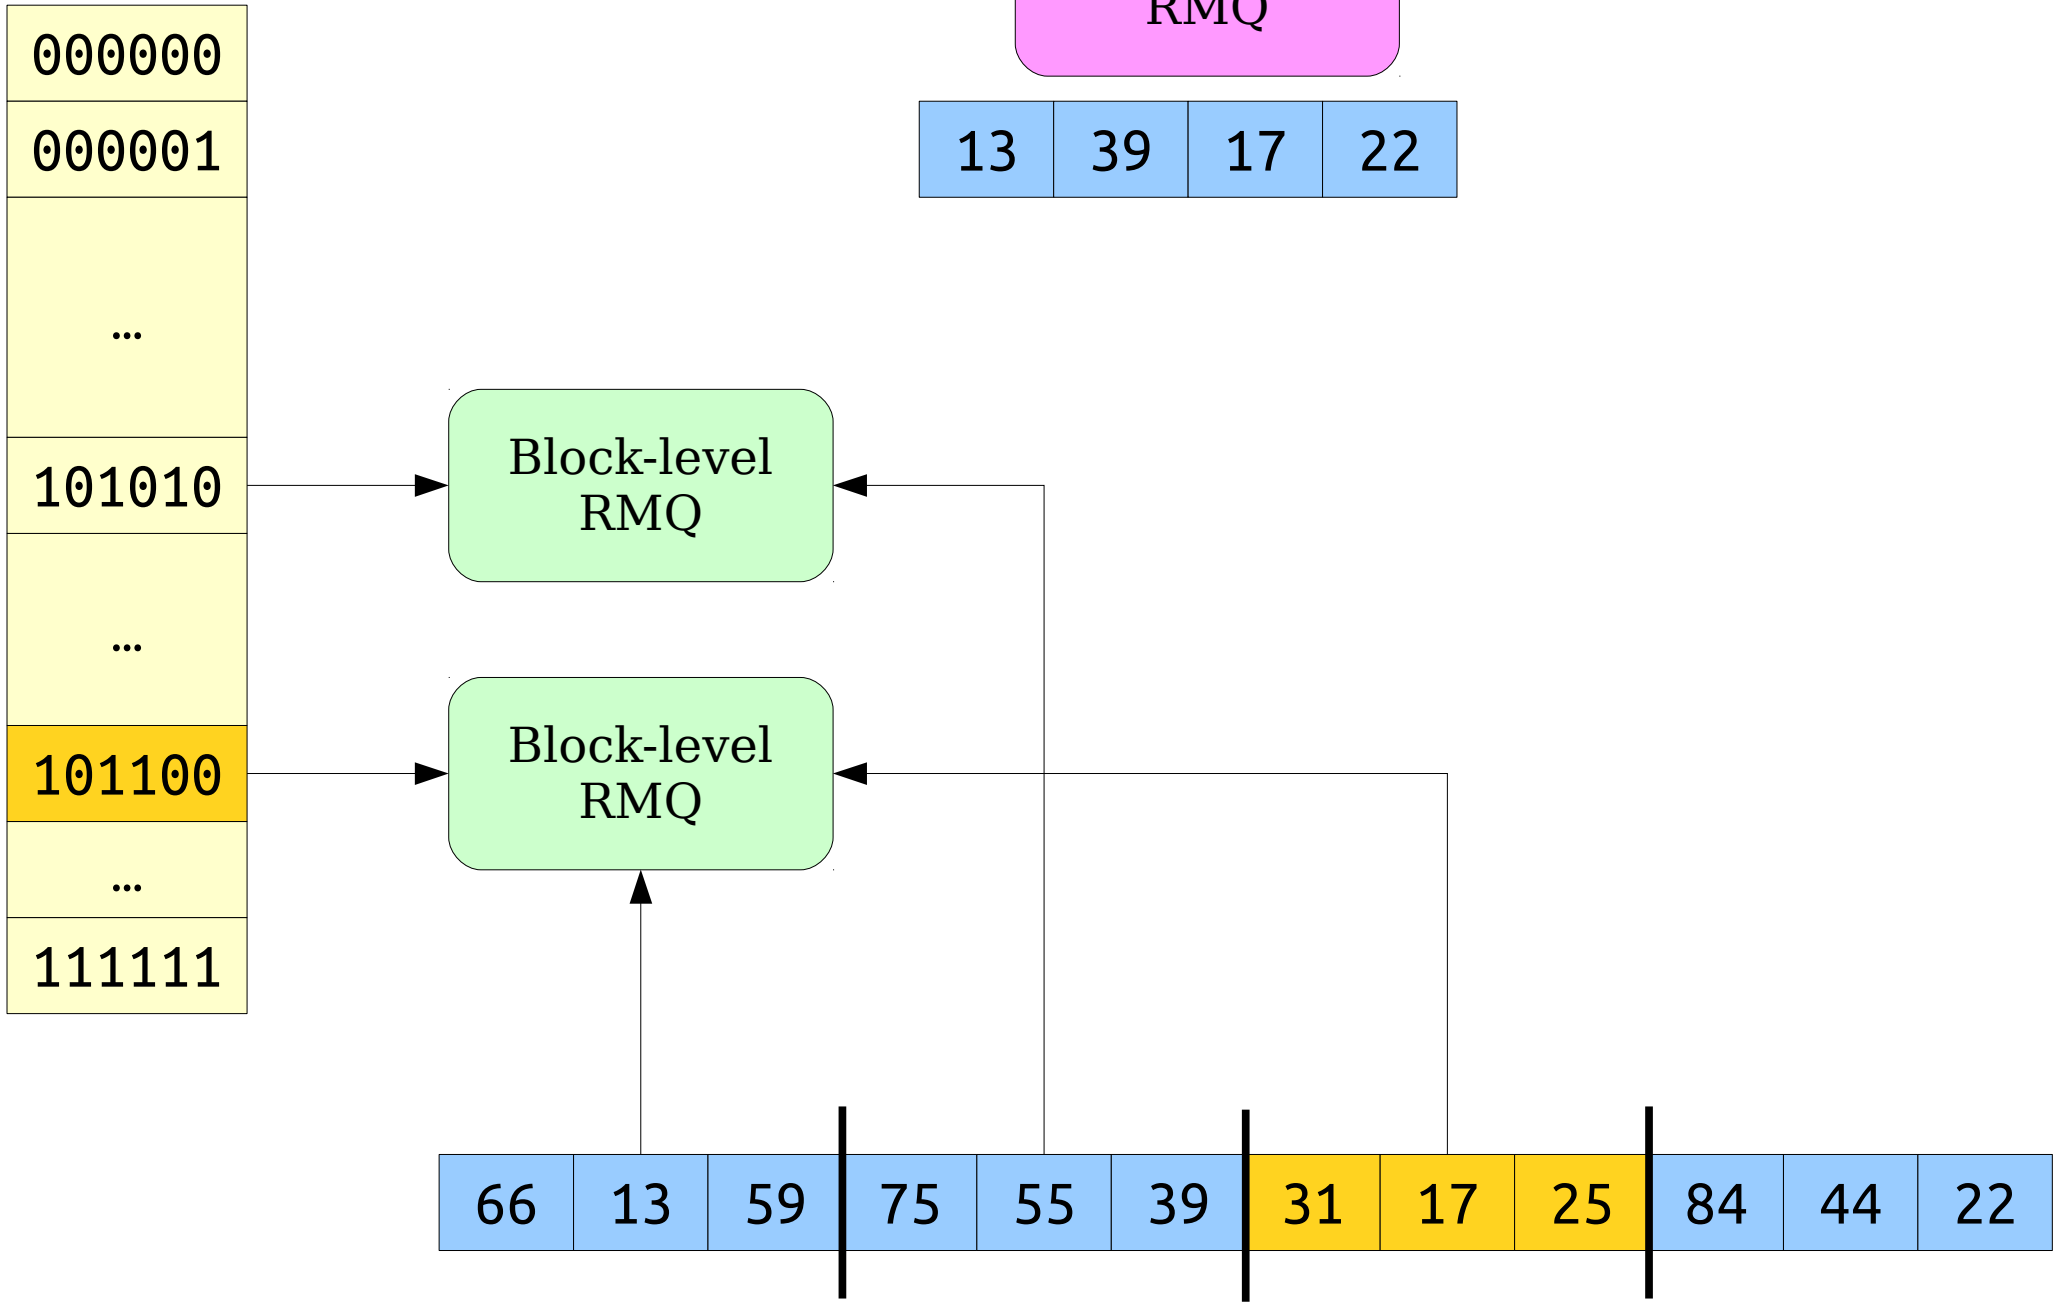 000000
000001
…
101010
…
101100
…
111111
RMQ
13 39 17 22
Block-level
RMQ
Block-level
RMQ
66 13 59 75 55 39 31 17 25 84 44 22